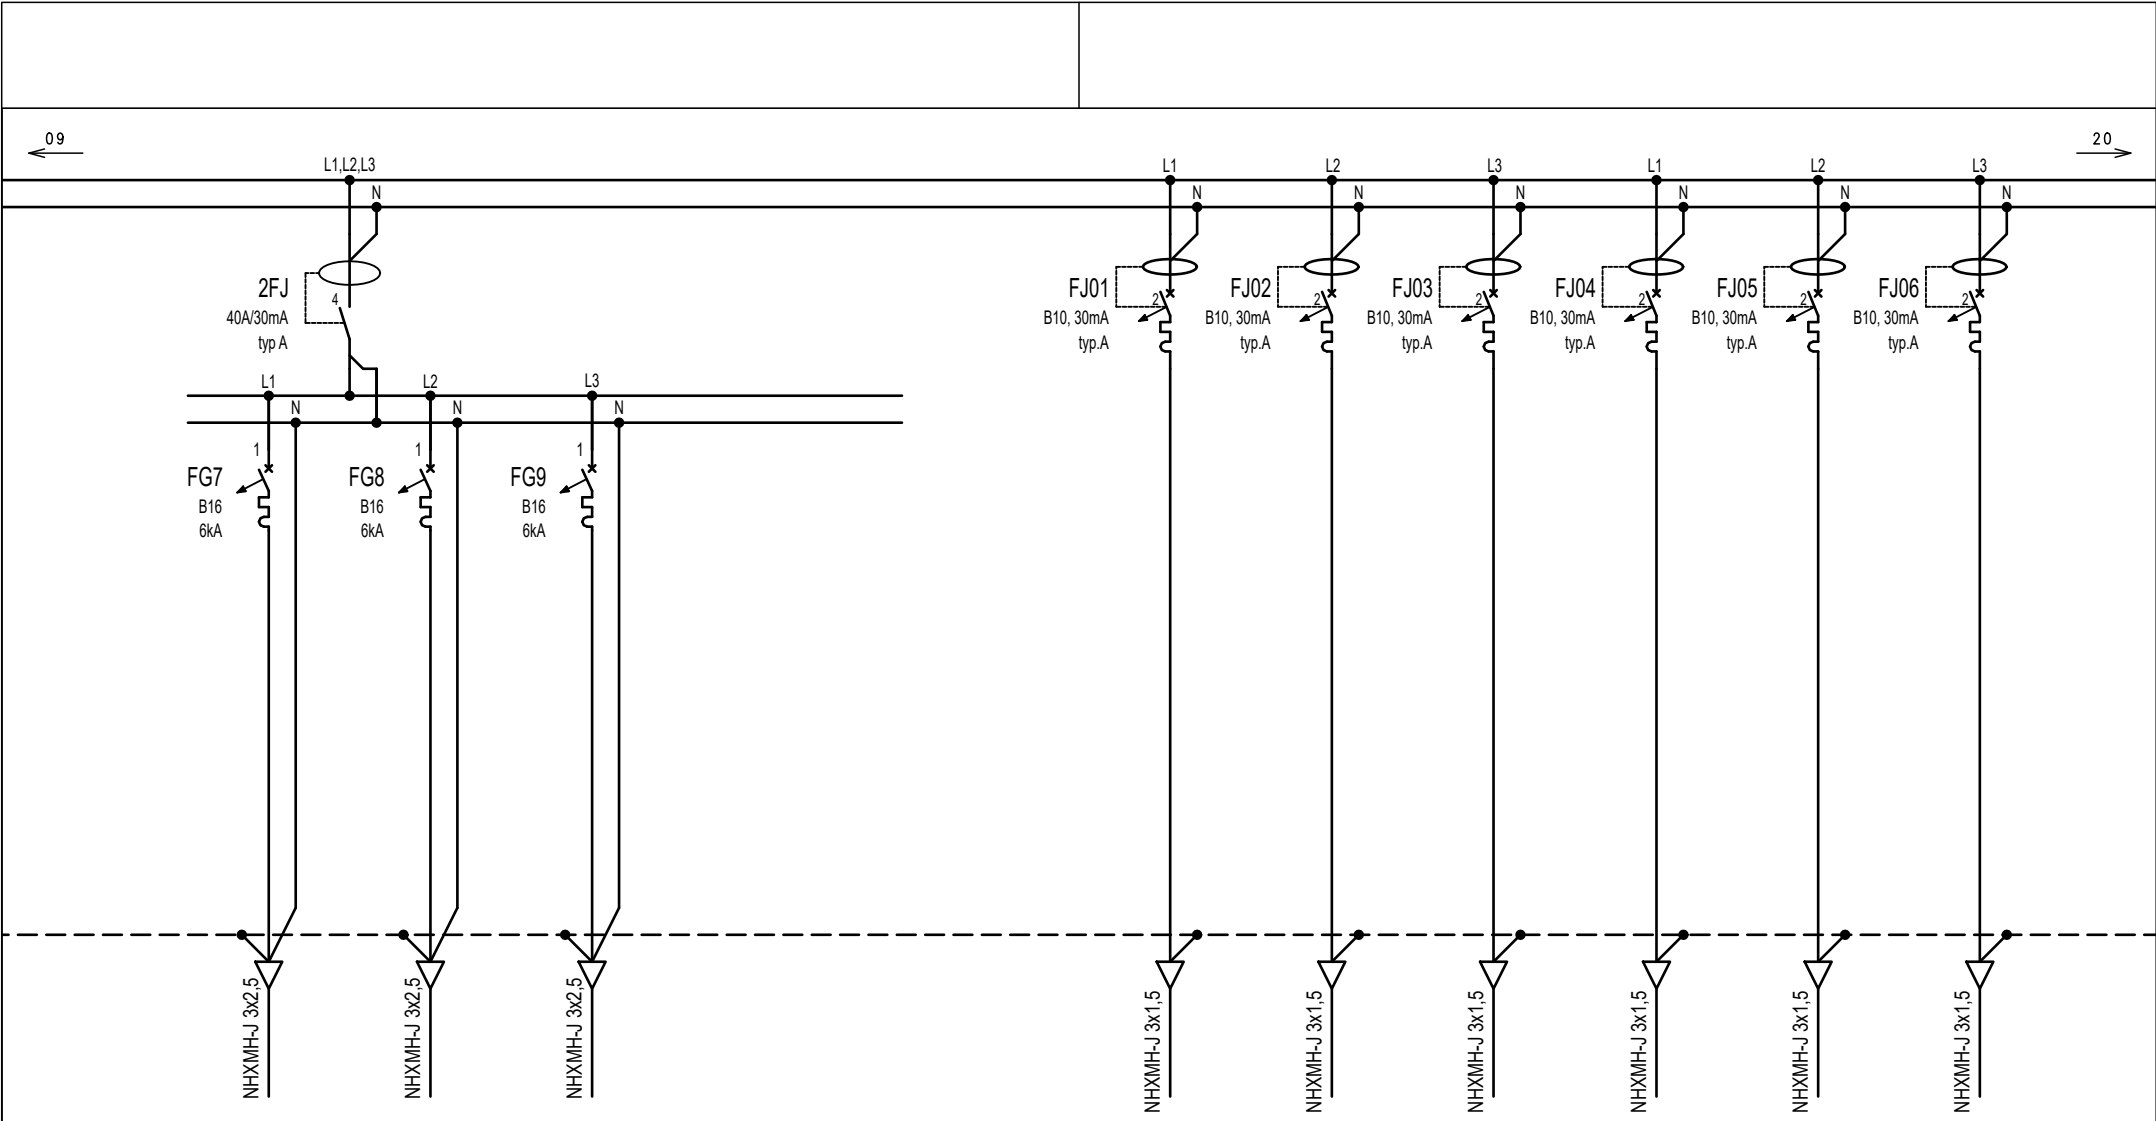 09
20
L1,L2,L3
N
L1
N
L2
N
L3
N
L1
N
L2
N
L3
N
2FJ
4
40A/30mA
typ A
FJ01
2
B10, 30mA
typ.A
FJ02
2
B10, 30mA
typ.A
FJ03
2
B10, 30mA
typ.A
FJ04
2
B10, 30mA
typ.A
FJ05
2
B10, 30mA
typ.A
FJ06
2
B10, 30mA
typ.A
L1
N
L2
N
L3
N
1
FG7
B16
6kA
1
FG8
B16
6kA
1
FG9
B16
6kA
NHXMH-J 3x2,5
NHXMH-J 3x2,5
NHXMH-J 3x2,5
NHXMH-J 3x1,5
NHXMH-J 3x1,5
NHXMH-J 3x1,5
NHXMH-J 3x1,5
NHXMH-J 3x1,5
NHXMH-J 3x1,5